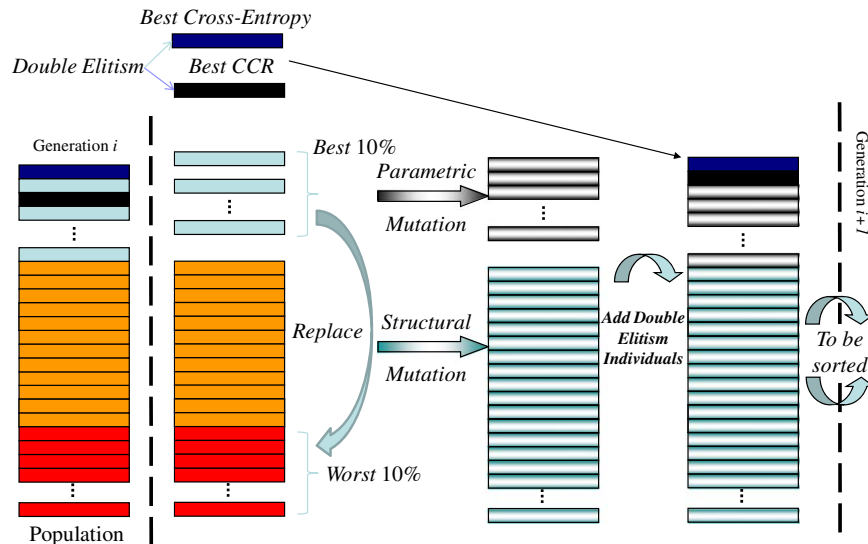 Best Cross-Entropy
Double Elitism
Best CCR
Generation i
Best 10%
Parametric
Mutation
Replace
Structural
Mutation
Add Double
Elitism
Individuals
To be
sorted
Generation i+1
Worst 10%
Population